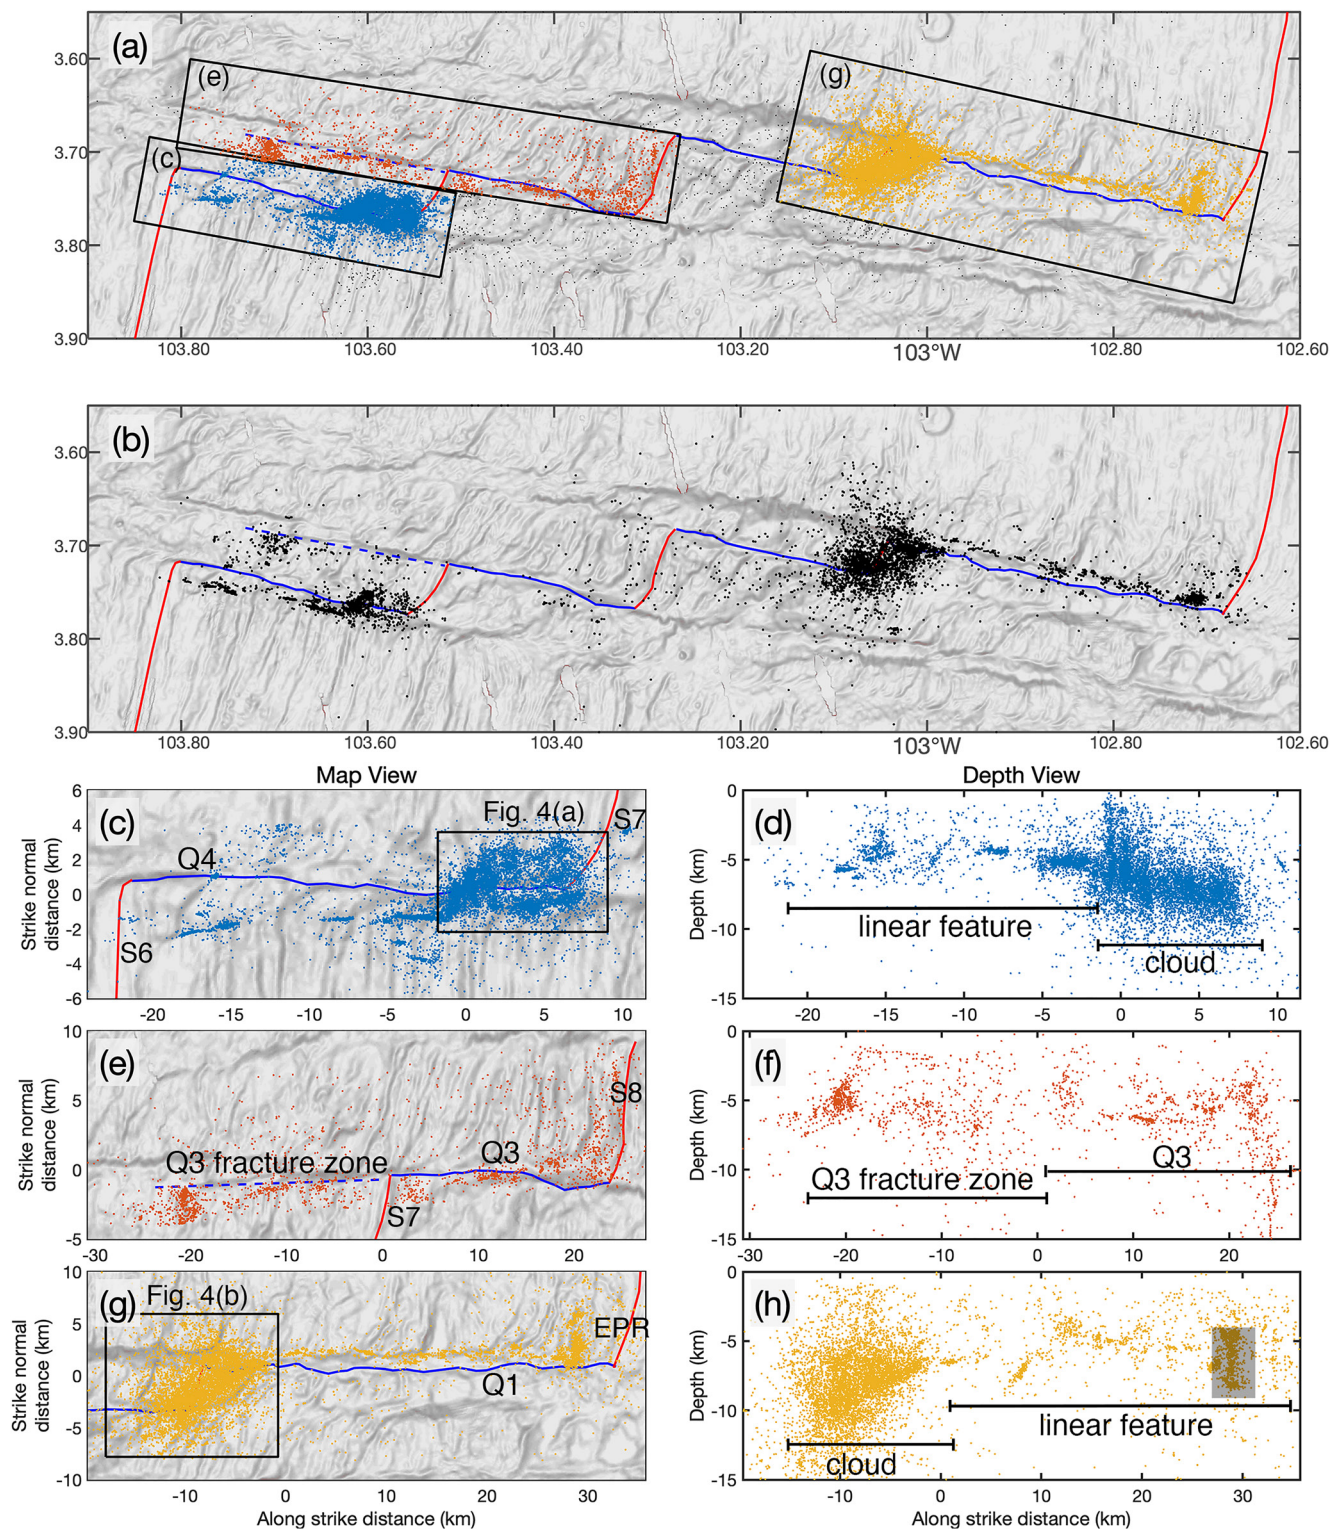 (a)
(e)
(g)
(c)
3.60
3.70
3.80
3.90
103.80
103.60
103.40
103.20
103°W
102.80
102.60
(b)
3.60
3.70
3.80
3.90
103.80
103.60
103.40
103.20
103°W
102.80
102.60
Map View
Depth View
(c)
Fig. 4(a)
S7
Q4
S6
Strike normal
distance (km)
6
4
2
0
-2
-4
-6
-20 -15 -10 -5 0 5 10
(d)
linear feature
cloud
Depth (km)
0
-5
-10
-15
-20 -15 -10 -5 0 5 10
(e)
S8
Q3
Q3 fracture zone
S7
Strike normal
distance (km)
10
5
0
-5
-30 -20 -10 0 10 20
(f)
Q3
Q3 fracture zone
Depth (km)
0
-5
-10
-15
-30 -20 -10 0 10 20
(g)
Fig. 4(b)
EPR
Q1
Strike normal
distance (km)
10
5
0
-5
-10
-10 0 10 20 30
Along strike distance (km)
(h)
linear feature
cloud
Depth (km)
0
-5
-10
-15
-10 0 10 20 30
Along strike distance (km)